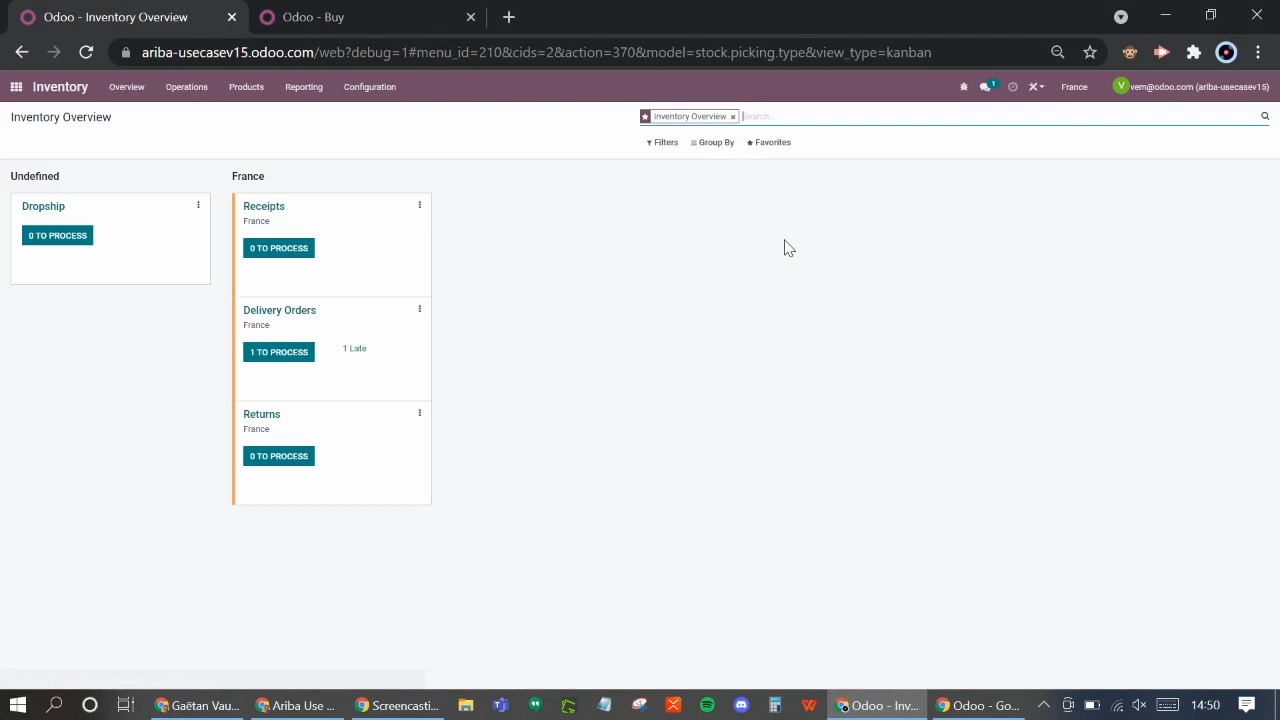 Odoo - Inventory Overview
Odoo - Buy
ariba-usecasev15.odoo.com/web?debug=1#menu_id=210&cids=2&action=370&model=stock.picking.type&view_type=kanban
Inventory
Overview
Operations
Products
Reporting
Configuration
1
France
V
vem@odoo.com (ariba-usecasev15)
Inventory Overview
Inventory Overview
Search...
Filters
Group By
Favorites
Undefined
France
Dropship
0 TO PROCESS
Receipts
France
0 TO PROCESS
Delivery Orders
France
1 TO PROCESS
1 Late
Returns
France
0 TO PROCESS
Gaëtan Vau...
Ariba Use ...
Screencasti...
Odoo - Inv...
Odoo - Go...
14:50